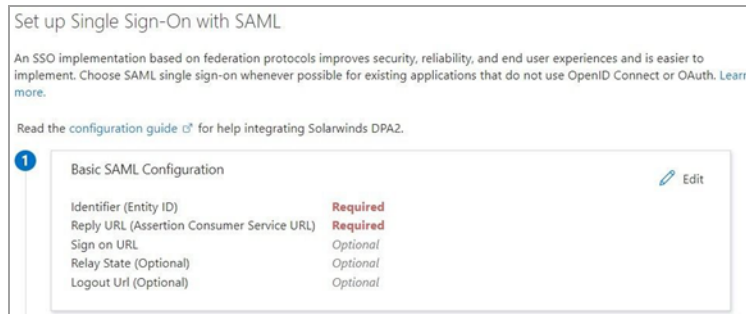 Set up Single Sign-On with SAML
An SSO implementation based on federation protocols improves security, reliability, and end user experiences and is easier to
implement. Choose SAML single sign-on whenever possible for existing applications that do not use OpenID Connect or OAuth. Learn
more.
Read the configuration guide for help integrating Solarwinds DPA2.
1
Basic SAML Configuration
Edit
Identifier (Entity ID) Required
Reply URL (Assertion Consumer Service URL) Required
Sign on URL Optional
Relay State (Optional) Optional
Logout Url (Optional) Optional